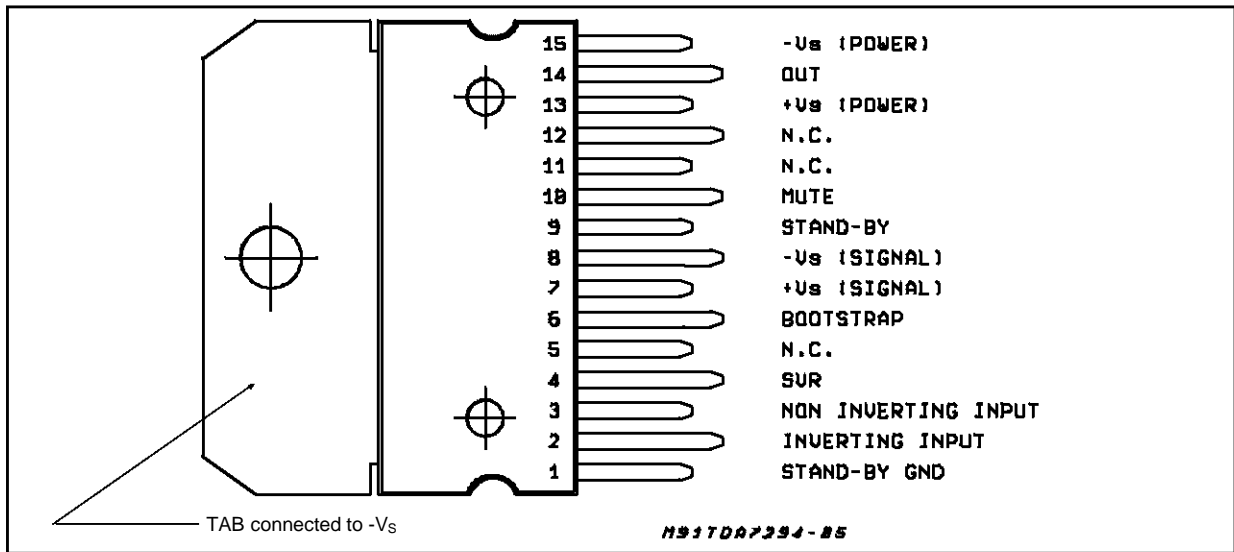 15 -Vs (POWER)
14 OUT
13 +Vs (POWER)
12 N.C.
11 N.C.
10 MUTE
9 STAND-BY
8 -Vs (SIGNAL)
7 +Vs (SIGNAL)
6 BOOTSTRAP
5 N.C.
4 SVR
3 NON INVERTING INPUT
2 INVERTING INPUT
1 STAND-BY GND
TAB connected to -VS
M91TDA7294-05